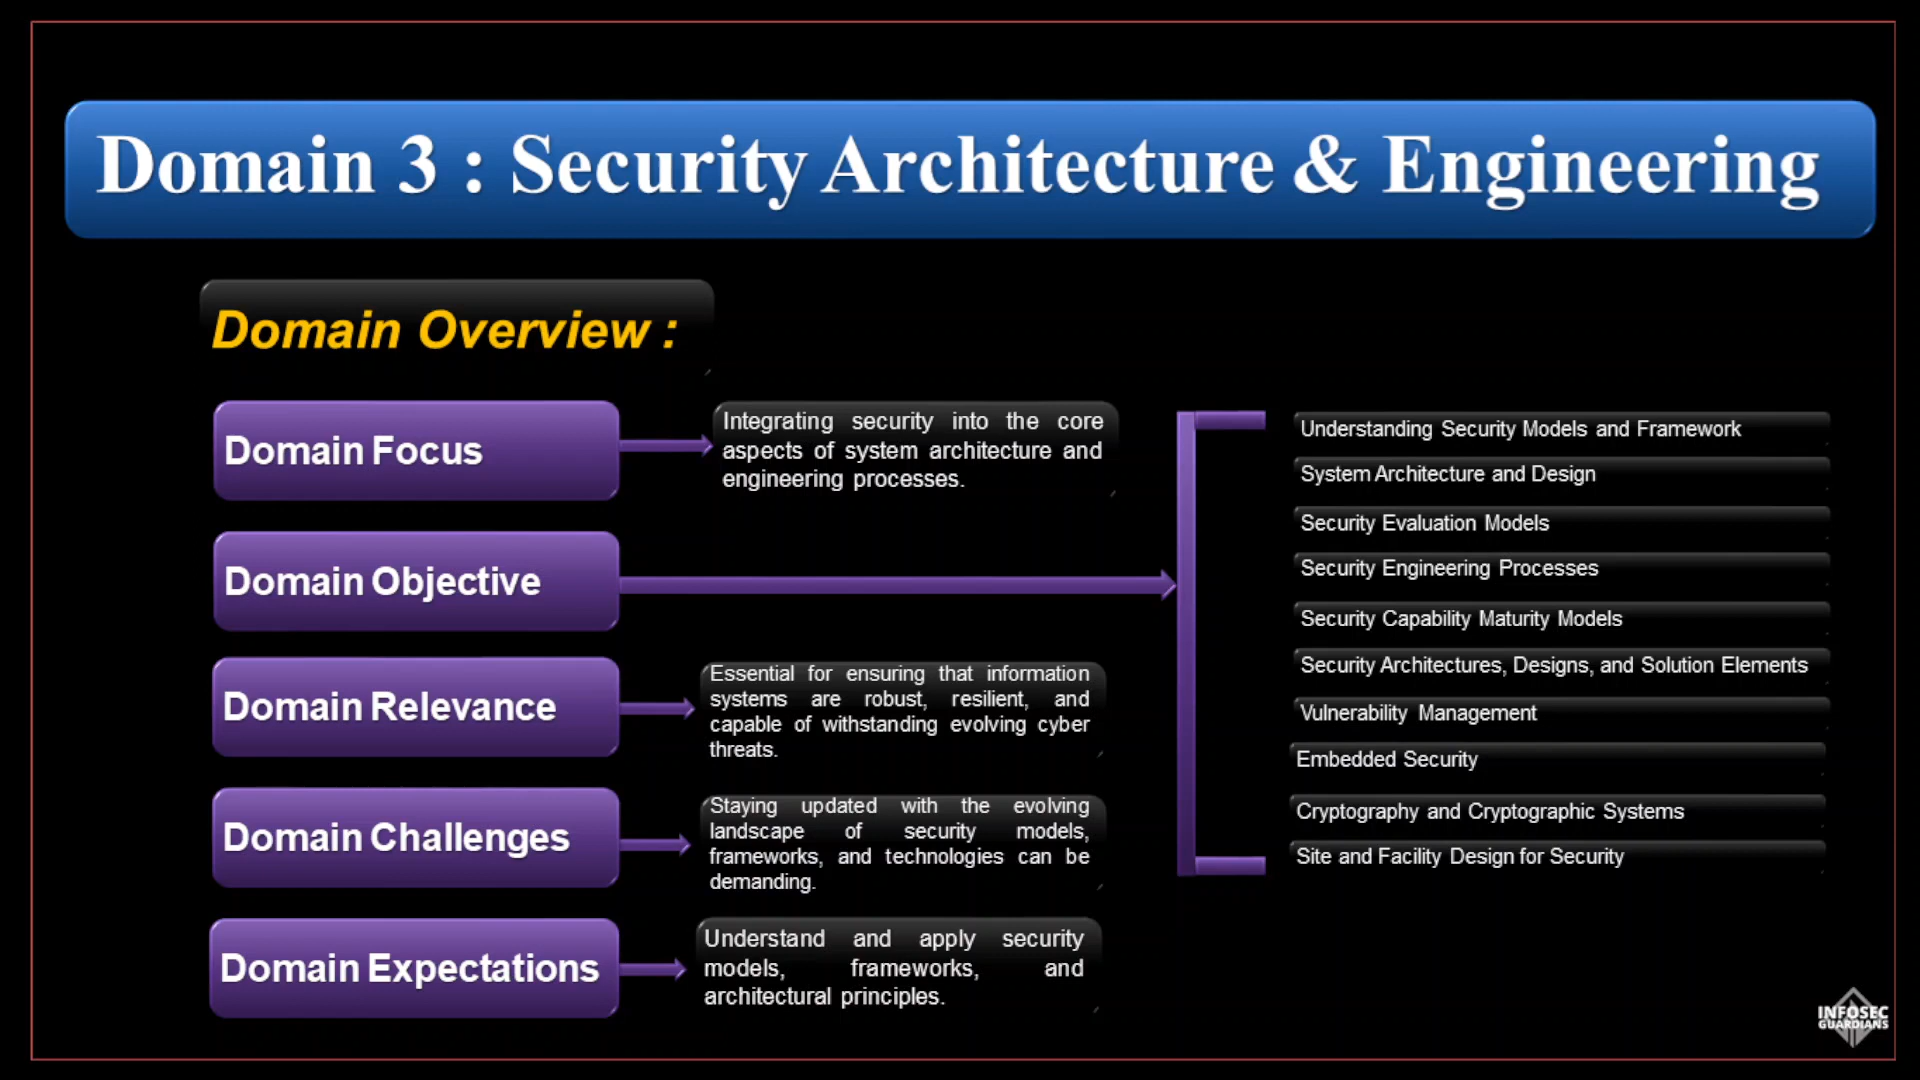 Domain 3 : Security Architecture & Engineering
Domain Overview :
Domain Focus
Integrating security into the core
aspects of system architecture and
engineering processes.
Domain Objective
Understanding Security Models and Framework
System Architecture and Design
Security Evaluation Models
Security Engineering Processes
Security Capability Maturity Models
Security Architectures, Designs, and Solution Elements
Vulnerability Management
Embedded Security
Cryptography and Cryptographic Systems
Site and Facility Design for Security
Domain Relevance
Essential for ensuring that information
systems are robust, resilient, and
capable of withstanding evolving cyber
threats.
Domain Challenges
Staying updated with the evolving
landscape of security models,
frameworks, and technologies can be
demanding.
Domain Expectations
Understand and apply security
models, frameworks, and
architectural principles.
INFOSEC
GUARDIANS